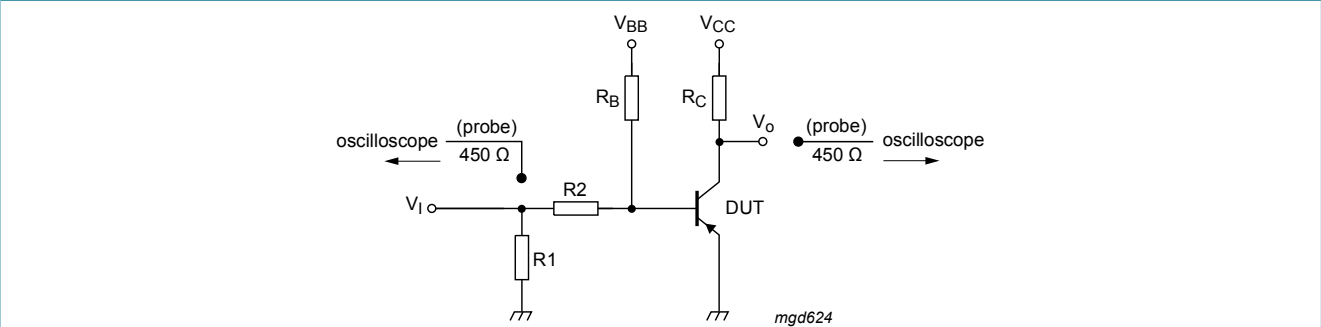 VBB
VCC
RB
RC
Vo
(probe)
oscilloscope
450 Ω
(probe)
oscilloscope
450 Ω
R2
VI
DUT
R1
mgd624